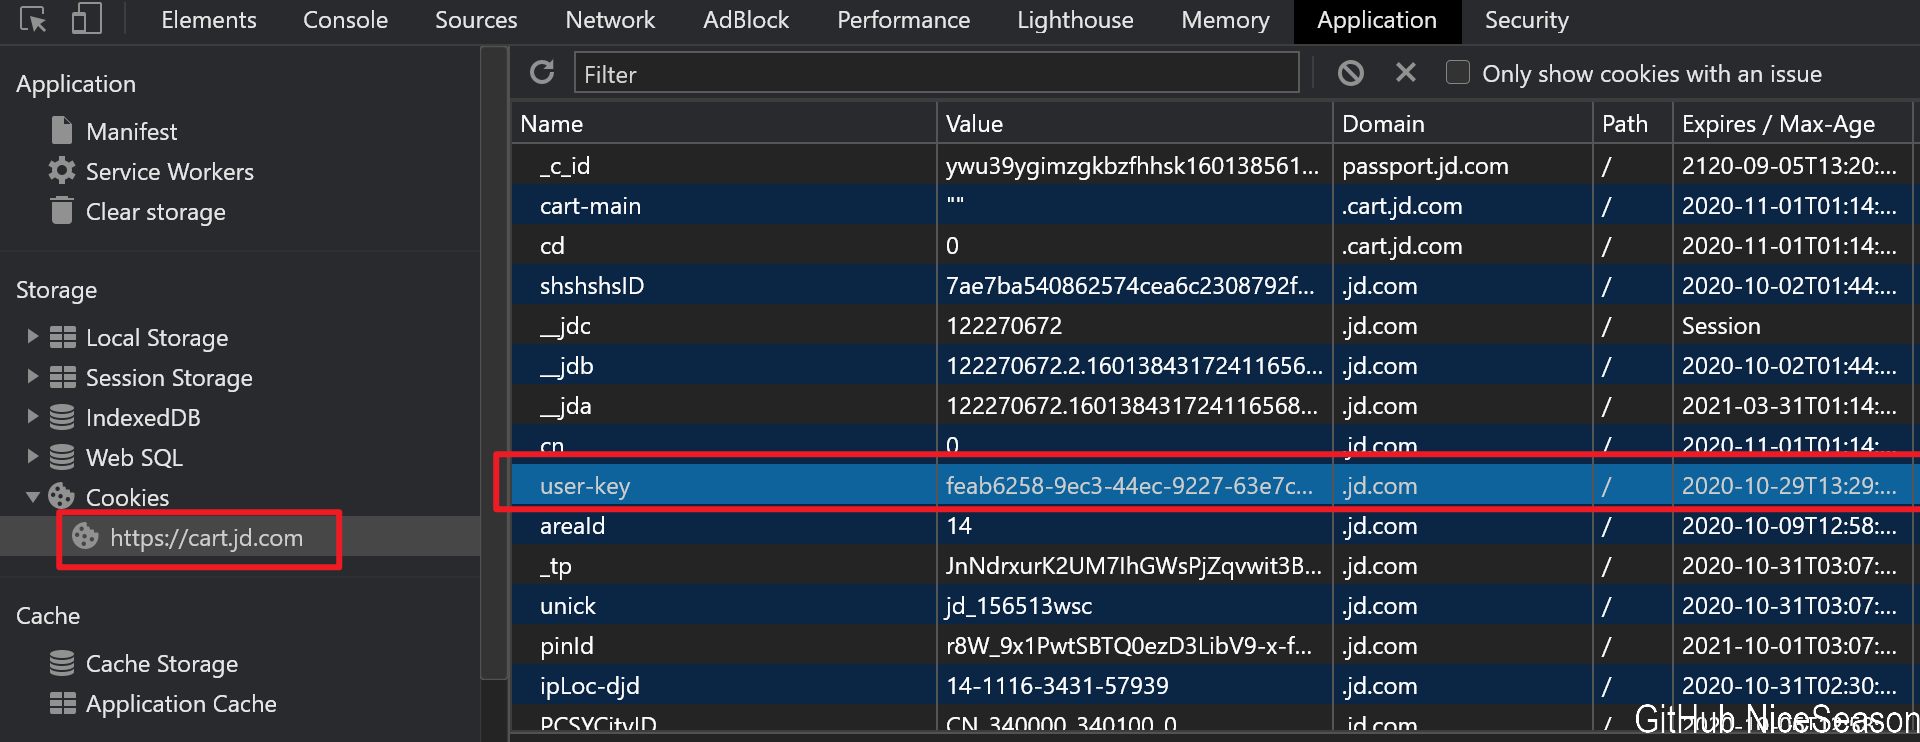 Elements Console Sources Network AdBlock Performance Lighthouse Memory Application Security
Application
Manifest
Service Workers
Clear storage
Storage
Local Storage
Session Storage
IndexedDB
Web SQL
Cookies
https://cart.jd.com
Cache
Cache Storage
Application Cache
Filter Only show cookies with an issue
Name Value Domain Path Expires / Max-Age
_c_id ywu39ygimzgkbzfhhsk160138561... passport.jd.com / 2120-09-05T13:20:...
cart-main "" .cart.jd.com / 2020-11-01T01:14:...
cd 0 .cart.jd.com / 2020-11-01T01:14:...
shshshsID 7ae7ba540862574cea6c2308792f... .jd.com / 2020-10-02T01:44:...
__jdc 122270672 .jd.com / Session
__jdb 122270672.2.16013843172411656... .jd.com / 2020-10-02T01:44:...
__jda 122270672.160138431724116568... .jd.com / 2021-03-31T01:14:...
cn 0 .jd.com / 2020-11-01T01:14:...
user-key feab6258-9ec3-44ec-9227-63e7c... .jd.com / 2020-10-29T13:29:...
areaId 14 .jd.com / 2020-10-09T12:58:...
_tp JnNdrxurK2UM7IhGWsPjZqvwit3B... .jd.com / 2020-10-31T03:07:...
unick jd_156513wsc .jd.com / 2020-10-31T03:07:...
pinId r8W_9x1PwtSBTQ0ezD3LibV9-x-f... .jd.com / 2021-10-01T03:07:...
ipLoc-djd 14-1116-3431-57939 .jd.com / 2020-10-31T02:30:...
PCSYCityID CN_340000_340100_0 .jd.com /
GitHub NiceSeason